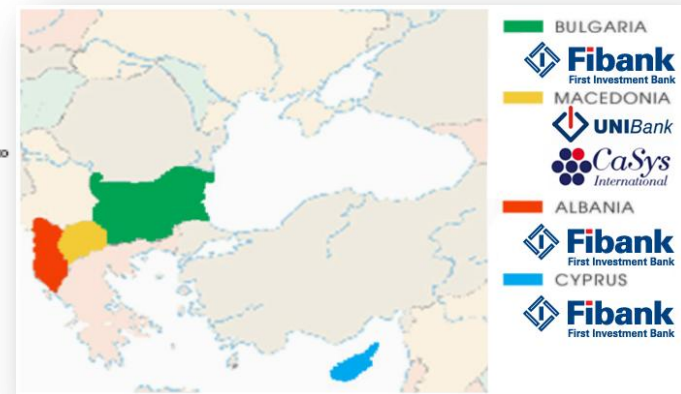 BULGARIA
Fibank
First Investment Bank
MACEDONIA
UNIBank
CaSys
International
ALBANIA
Fibank
First Investment Bank
CYPRUS
Fibank
First Investment Bank